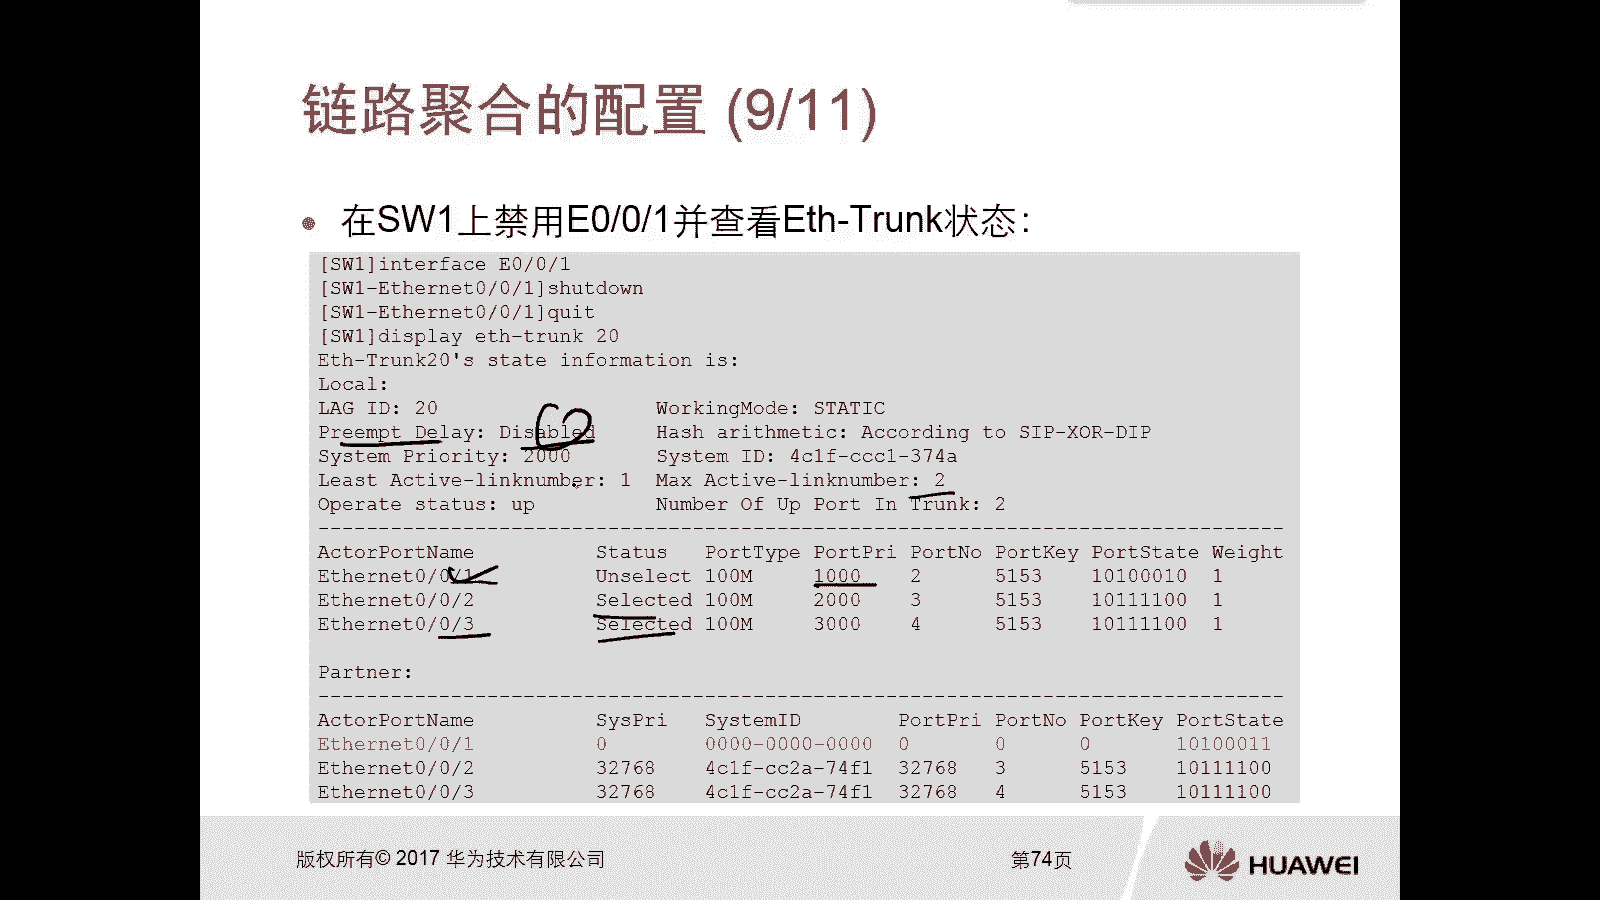 链路聚合的配置 (9/11)
在SW1上禁用E0/0/1并查看Eth-Trunk状态：
[SW1]interface E0/0/1
[SW1-Ethernet0/0/1]shutdown
[SW1-Ethernet0/0/1]quit
[SW1]display eth-trunk 20
Eth-Trunk20's state information is:
Local:
LAG ID: 20 WorkingMode: STATIC
Preempt Delay: Disabled Hash arithmetic: According to SIP-XOR-DIP
System Priority: 2000 System ID: 4c1f-ccc1-374a
Least Active-linknumber: 1 Max Active-linknumber: 2
Operate status: up Number Of Up Port In Trunk: 2
--------------------------------------------------------------------------------
ActorPortName Status PortType PortPri PortNo PortKey PortState Weight
Ethernet0/0/1 Unselect 100M 1000 2 5153 10100010 1
Ethernet0/0/2 Selected 100M 2000 3 5153 10111100 1
Ethernet0/0/3 Selected 100M 3000 4 5153 10111100 1
Partner:
--------------------------------------------------------------------------------
ActorPortName SysPri SystemID PortPri PortNo PortKey PortState
Ethernet0/0/1 0 0000-0000-0000 0 0 0 10100011
Ethernet0/0/2 32768 4c1f-cc2a-74f1 32768 3 5153 10111100
Ethernet0/0/3 32768 4c1f-cc2a-74f1 32768 4 5153 10111100
版权所有© 2017 华为技术有限公司
第74页
HUAWEI